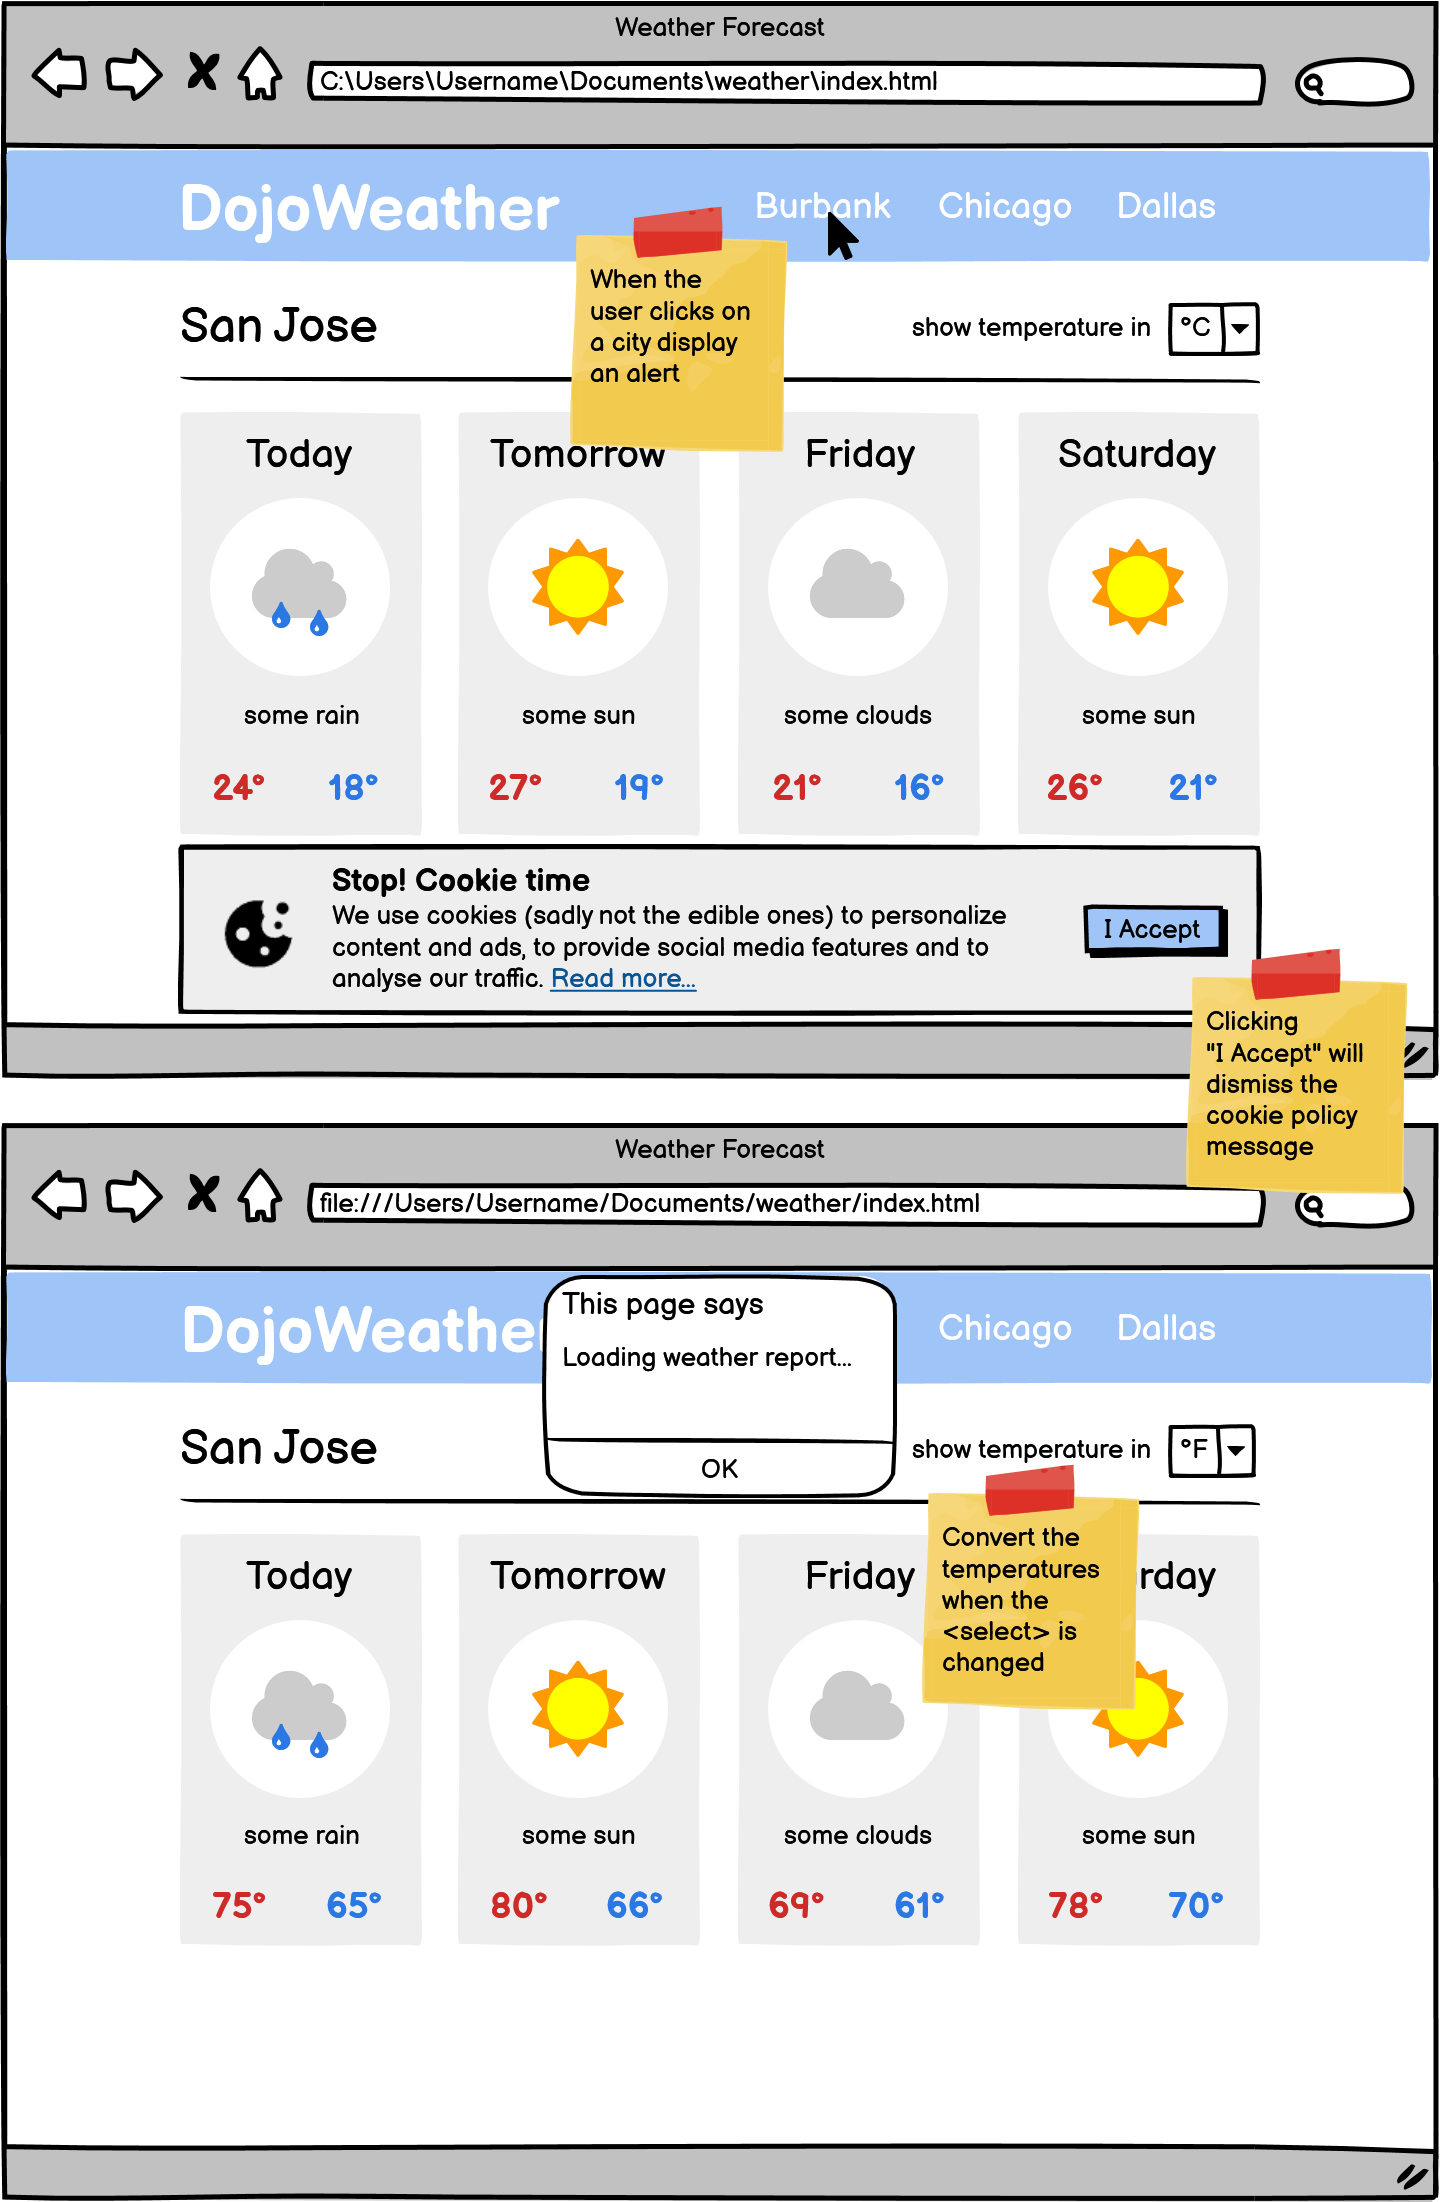 Weather Forecast
C:\Users\Username\Documents\weather\index.html
DojoWeather
Burbank Chicago Dallas
When the
user clicks on
a city display
an alert
San Jose
show temperature in °C
Today Tomorrow Friday Saturday
some rain some sun some clouds some sun
24° 18° 27° 19° 21° 16° 26° 21°
Stop! Cookie time
We use cookies (sadly not the edible ones) to personalize
content and ads, to provide social media features and to
analyse our traffic. Read more...
I Accept
Clicking
"I Accept" will
dismiss the
cookie policy
message
Weather Forecast
file:///Users/Username/Documents/weather/index.html
DojoWeather
Chicago Dallas
This page says
Loading weather report...
OK
San Jose
show temperature in °F
Convert the
temperatures
when the
<select> is
changed
Today Tomorrow Friday rday
some rain some sun some clouds some sun
75° 65° 80° 66° 69° 61° 78° 70°